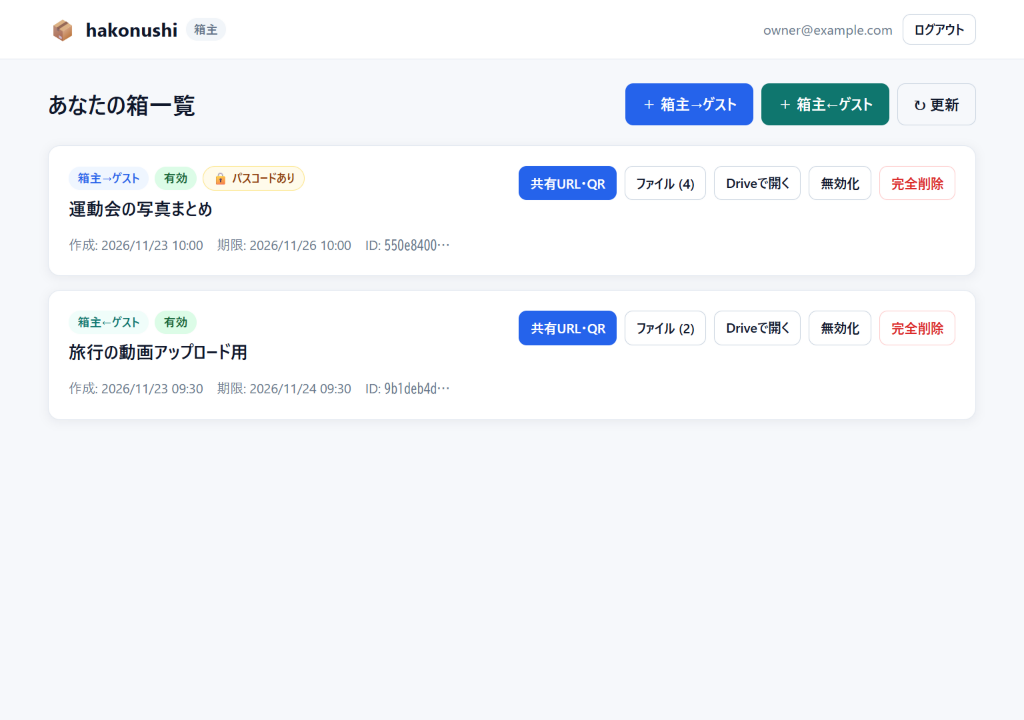 hakonushi 箱主 owner@example.com ログアウト
あなたの箱一覧 ＋ 箱主→ゲスト ＋ 箱主←ゲスト ↻ 更新
箱主→ゲスト 有効 🔒 パスコードあり 共有URL・QR ファイル (4) Driveで開く 無効化 完全削除
運動会の写真まとめ
作成: 2026/11/23 10:00 期限: 2026/11/26 10:00 ID: 550e8400…
箱主←ゲスト 有効 共有URL・QR ファイル (2) Driveで開く 無効化 完全削除
旅行の動画アップロード用
作成: 2026/11/23 09:30 期限: 2026/11/24 09:30 ID: 9b1deb4d…